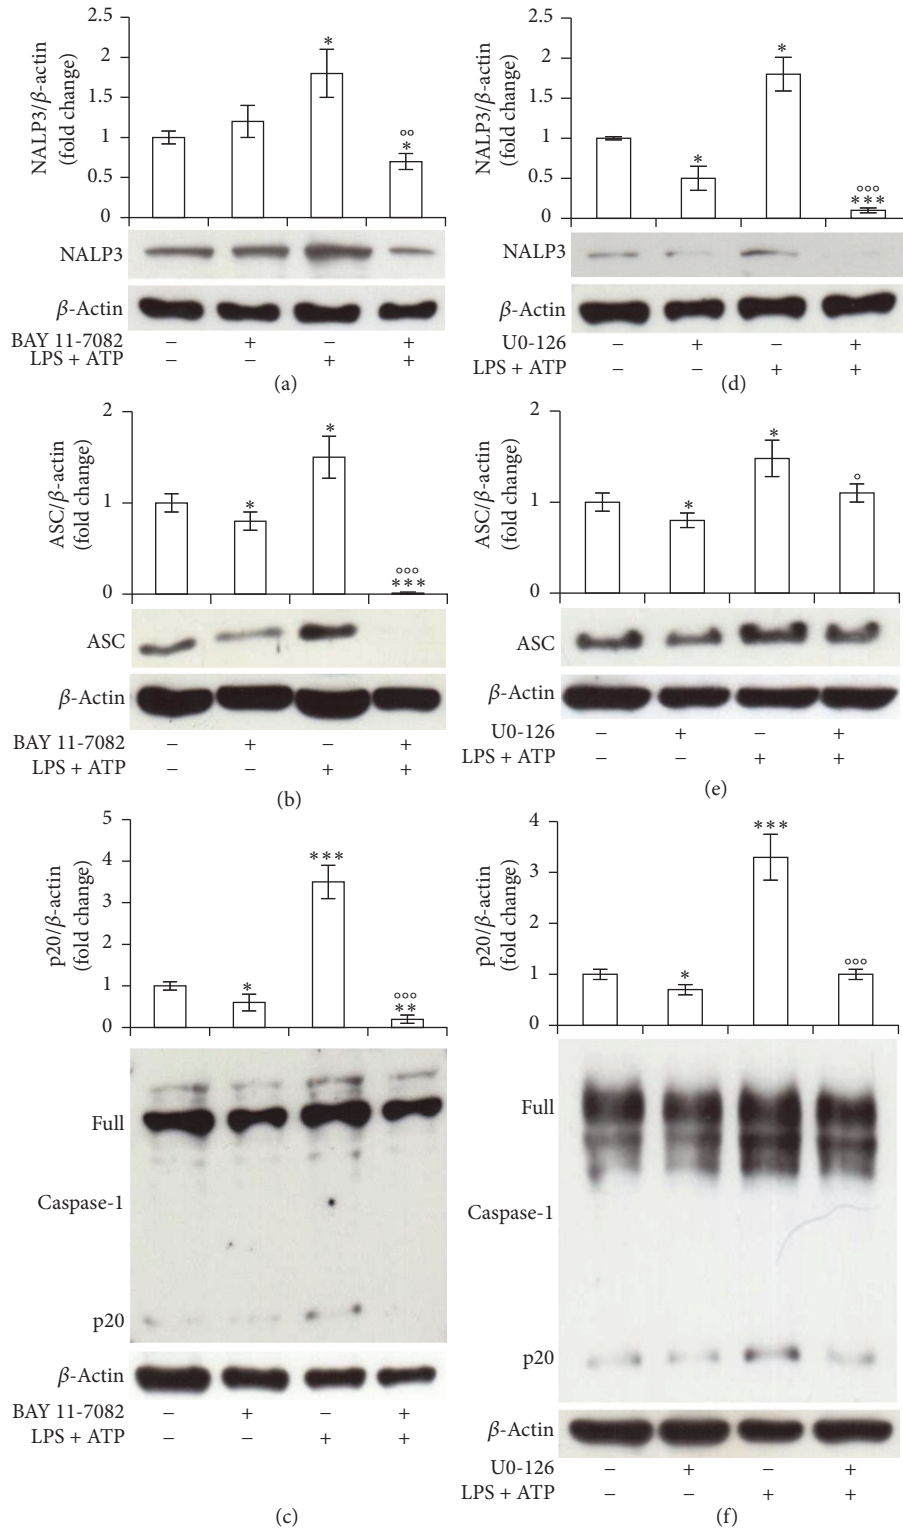 2.5
2
1.5
1
0.5
0
NALP3/β-actin
(fold change)
*
°°
*
NALP3
β-Actin
BAY 11-7082 − + − +
LPS + ATP − − + +
(a)
2.5
2
1.5
1
0.5
0
NALP3/β-actin
(fold change)
*
*
°°°
***
NALP3
β-Actin
U0-126 − + − +
LPS + ATP − − + +
(d)
2
1
0
ASC/β-actin
(fold change)
*
*
°°°
***
ASC
β-Actin
BAY 11-7082 − + − +
LPS + ATP − − + +
(b)
2
1
0
ASC/β-actin
(fold change)
*
*
°
ASC
β-Actin
U0-126 − + − +
LPS + ATP − − + +
(e)
5
4
3
2
1
0
p20/β-actin
(fold change)
*
***
°°°
**
Full
Caspase-1
p20
β-Actin
BAY 11-7082 − + − +
LPS + ATP − − + +
(c)
4
3
2
1
0
p20/β-actin
(fold change)
*
***
°°°
Full
Caspase-1
p20
β-Actin
U0-126 − + − +
LPS + ATP − − + +
(f)